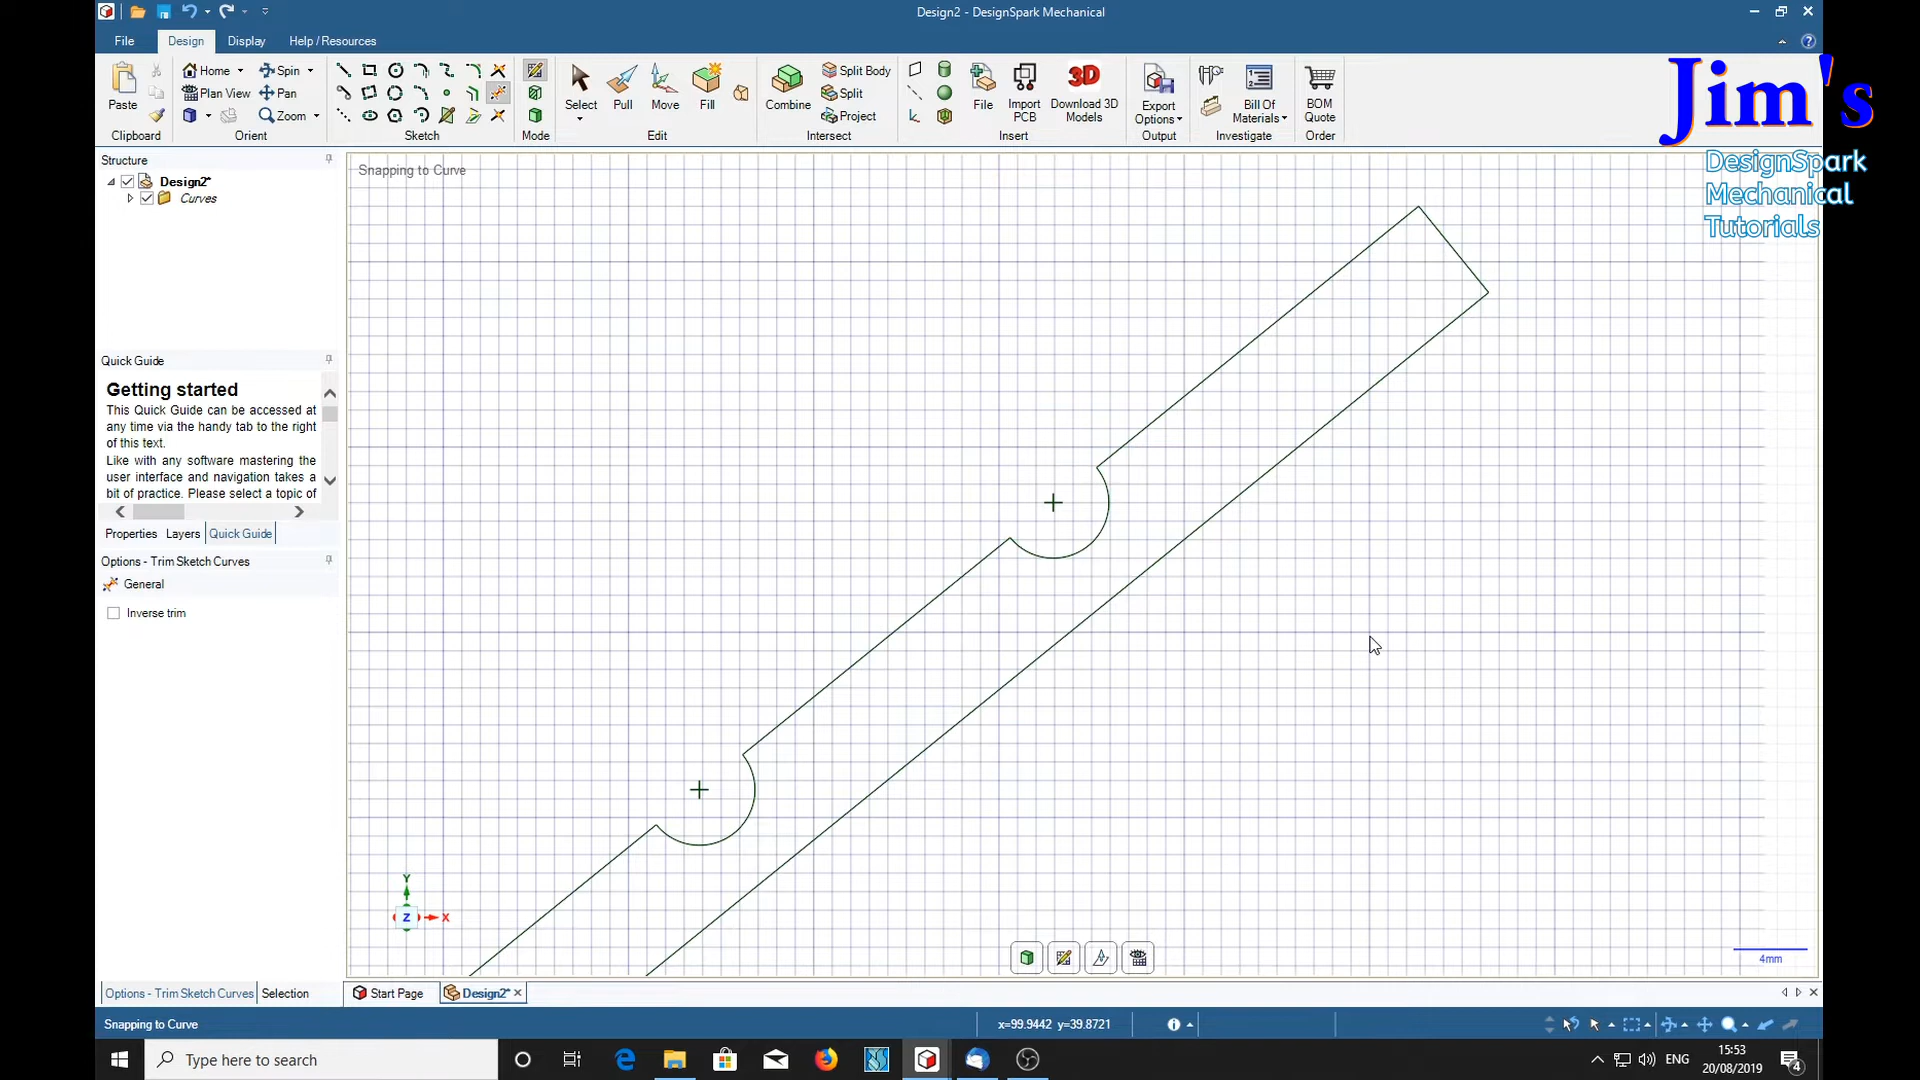 Design2 - DesignSpark Mechanical
File
Design
Display
Help / Resources
Jim's
DesignSpark
Mechanical
Tutorials
Paste
Home
Plan View
Spin
Pan
Zoom
Select
Pull
Move
Fill
Combine
Split Body
Split
Project
File
Import
PCB
3D
Download 3D
Models
Export
Options
Bill Of
Materials
BOM
Quote
Clipboard
Orient
Sketch
Mode
Edit
Intersect
Insert
Output
Investigate
Order
Structure
Design2*
Curves
Snapping to Curve
Quick Guide
Getting started
This Quick Guide can be accessed at
any time via the handy tab to the right
of this text.
Like with any software mastering the
user interface and navigation takes a
bit of practice. Please select a topic of
Properties
Layers
Quick Guide
Options - Trim Sketch Curves
General
Inverse trim
Y
Z
X
4mm
Options - Trim Sketch Curves
Selection
Start Page
Design2*
Snapping to Curve
x=99.9442 y=39.8721
Type here to search
ENG
15:53
20/08/2019
4